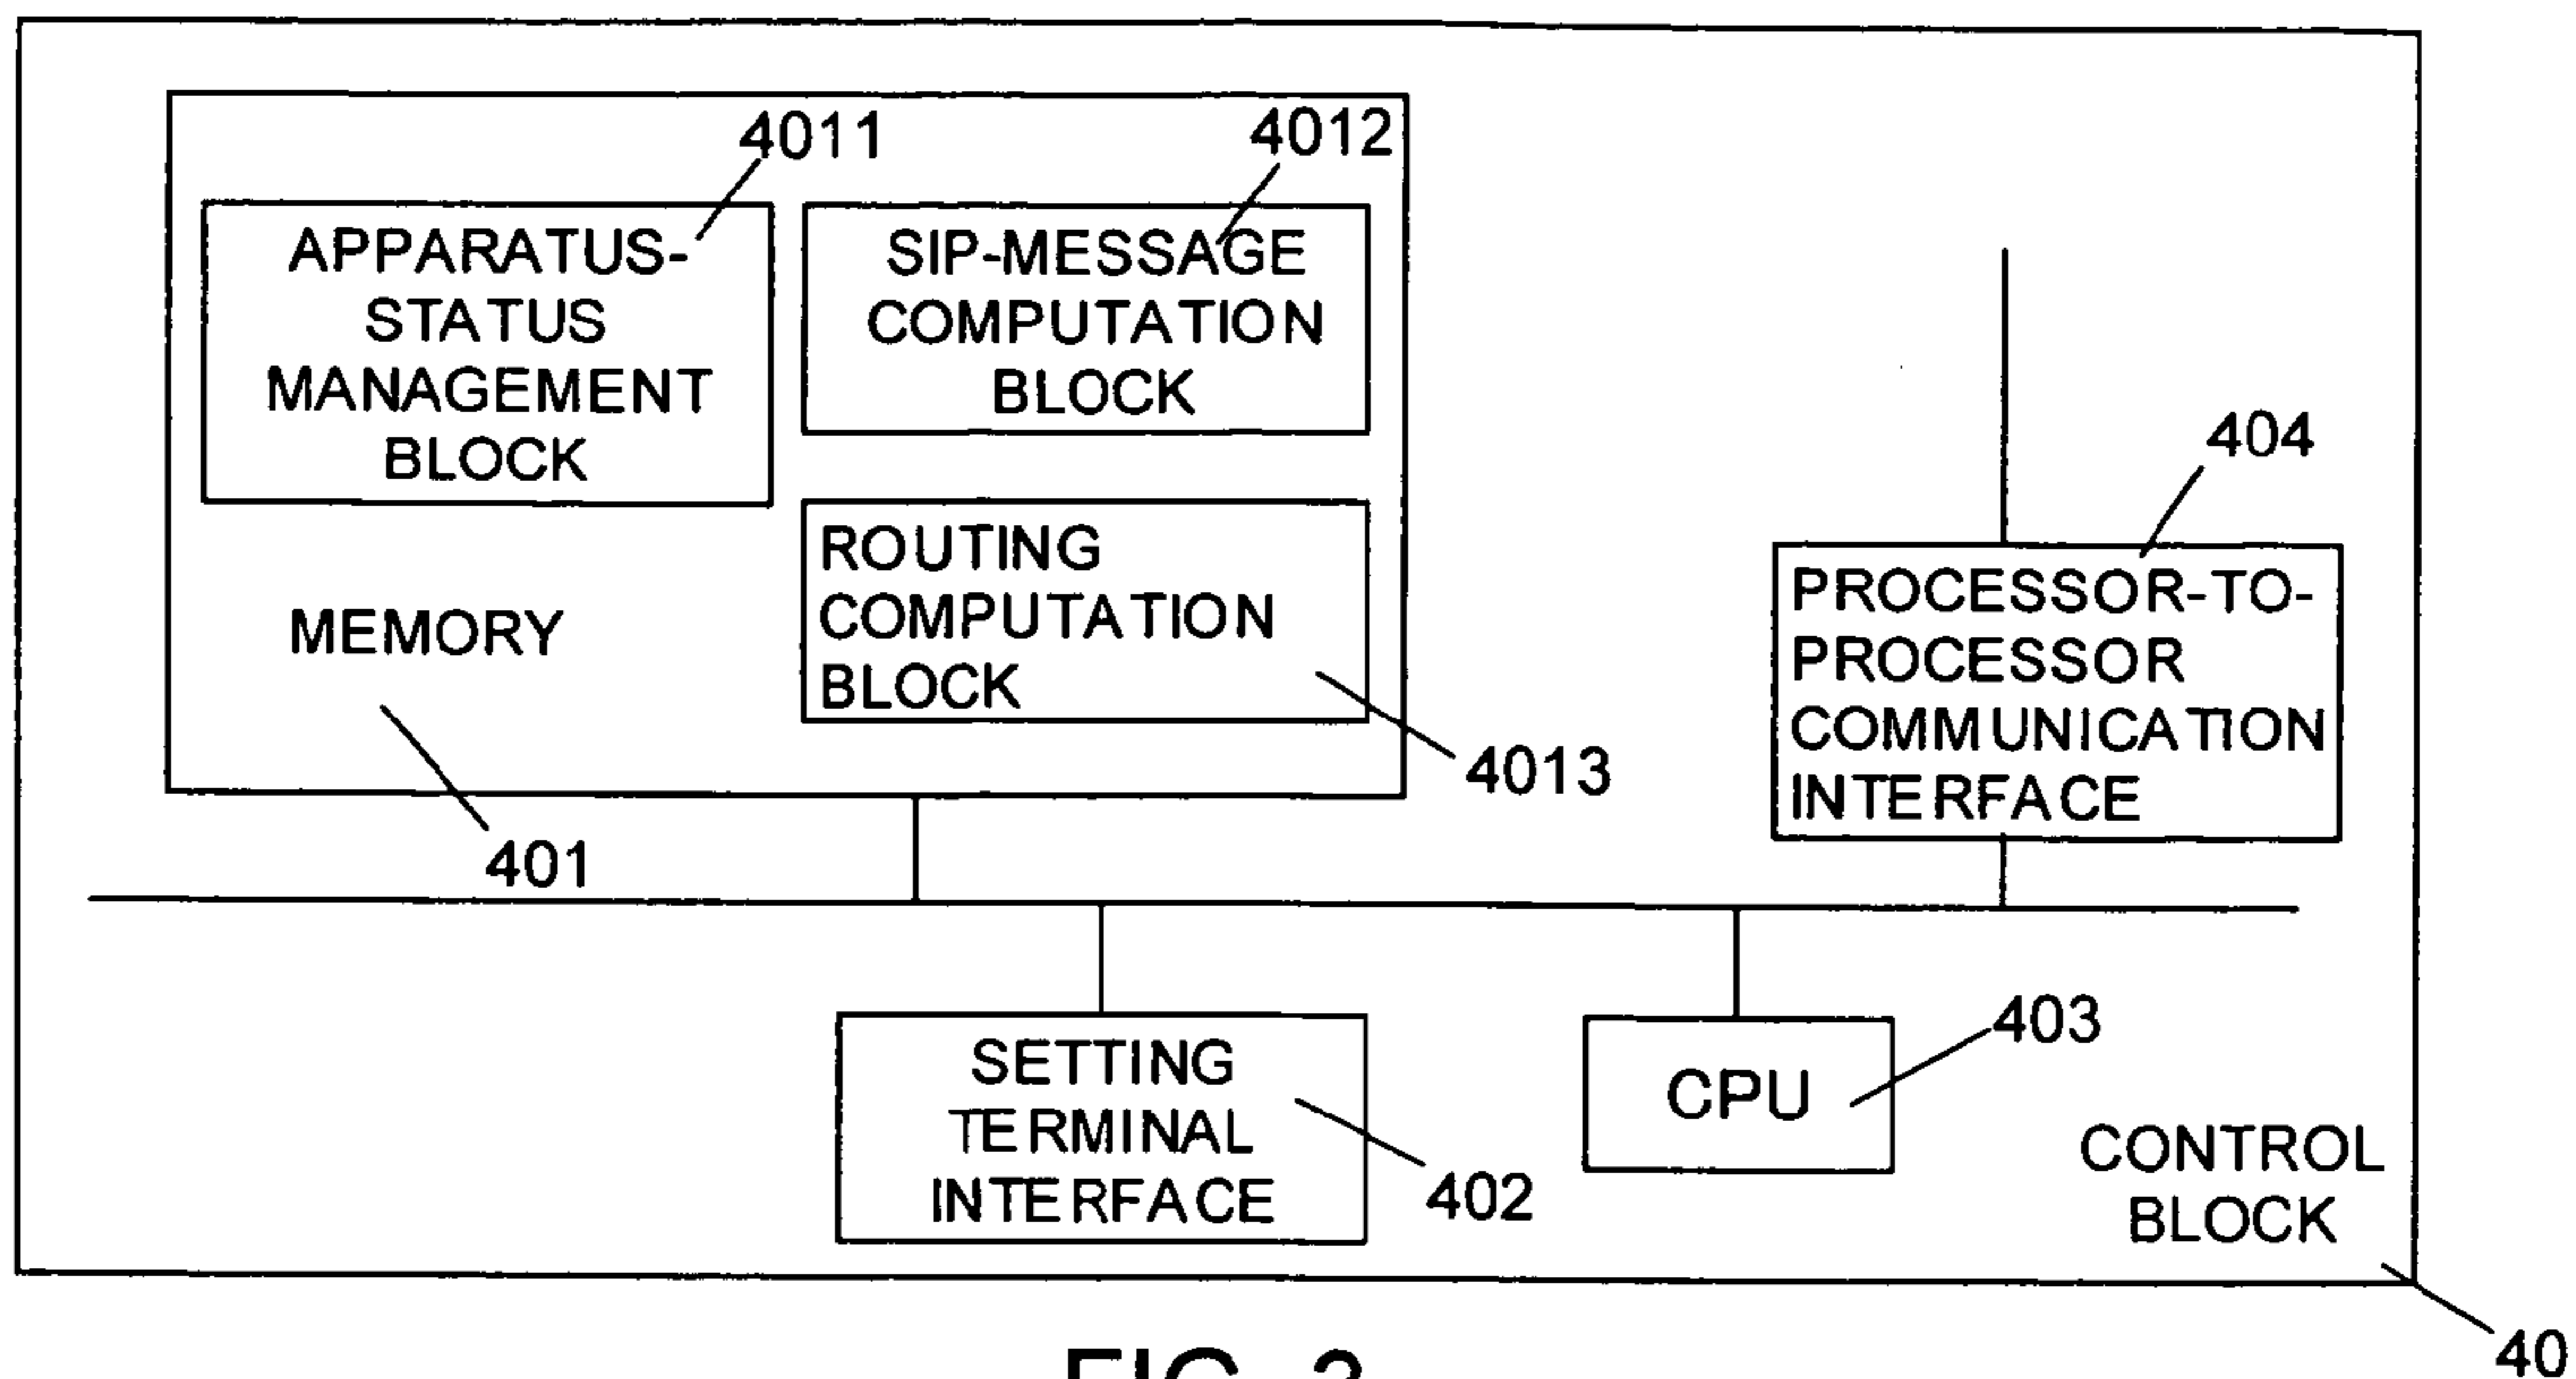 4011
4012
APPARATUS-
STATUS
MANAGEMENT
BLOCK
SIP-MESSAGE
COMPUTATION
BLOCK
ROUTING
COMPUTATION
BLOCK
MEMORY
4013
401
404
PROCESSOR-TO-
PROCESSOR
COMMUNICATION
INTERFACE
SETTING
TERMINAL
INTERFACE
402
CPU
403
CONTROL
BLOCK
40
FIG.